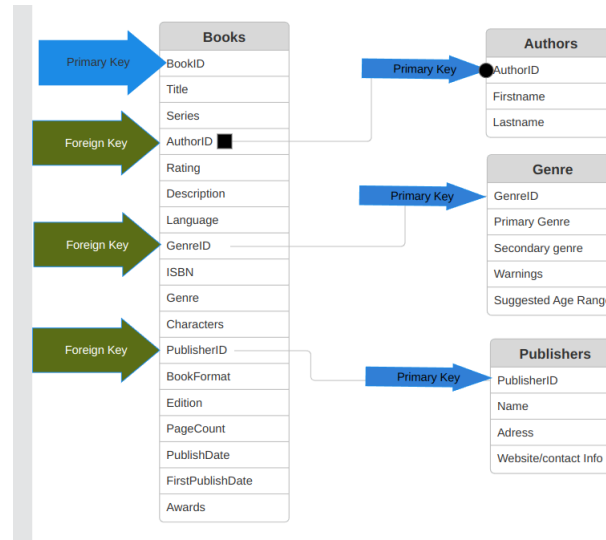 Books
Primary Key
BookID
Title
Series
Foreign Key
AuthorID
Rating
Description
Language
Foreign Key
GenreID
ISBN
Genre
Characters
Foreign Key
PublisherID
BookFormat
Edition
PageCount
PublishDate
FirstPublishDate
Awards
Authors
Primary Key
AuthorID
Firstname
Lastname
Genre
Primary Key
GenreID
Primary Genre
Secondary genre
Warnings
Suggested Age Range
Publishers
Primary Key
PublisherID
Name
Adress
Website/contact Info